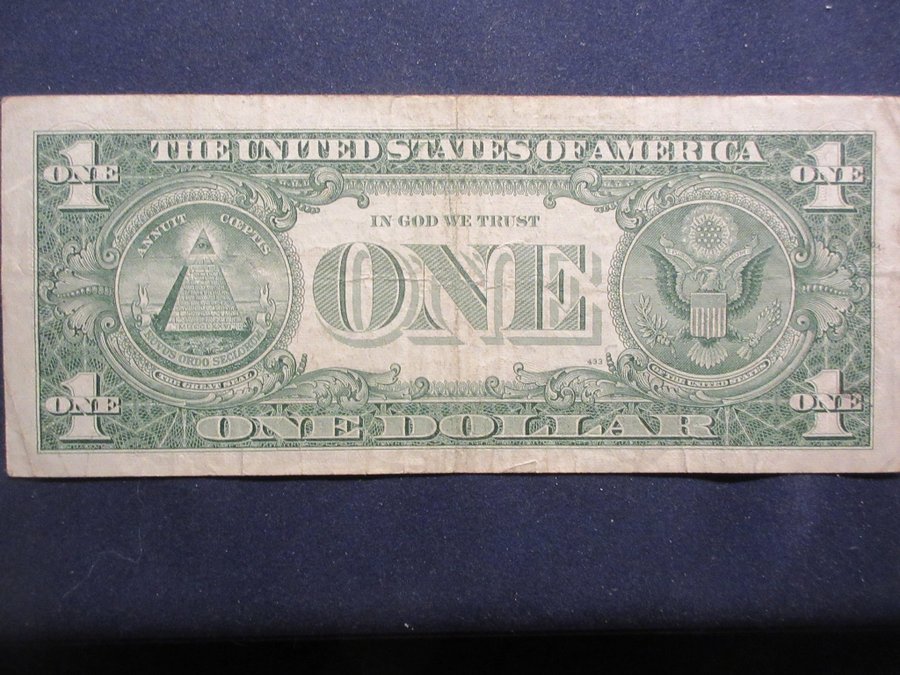 THE UNITED STATES OF AMERICA
1
ONE
1
ONE
ANNUIT COEPTIS
IN GOD WE TRUST
ONE
NOVUS ORDO SECLORUM
THE GREAT SEAL
433
OF THE UNITED STATES
1
ONE
1
ONE
ONE DOLLAR